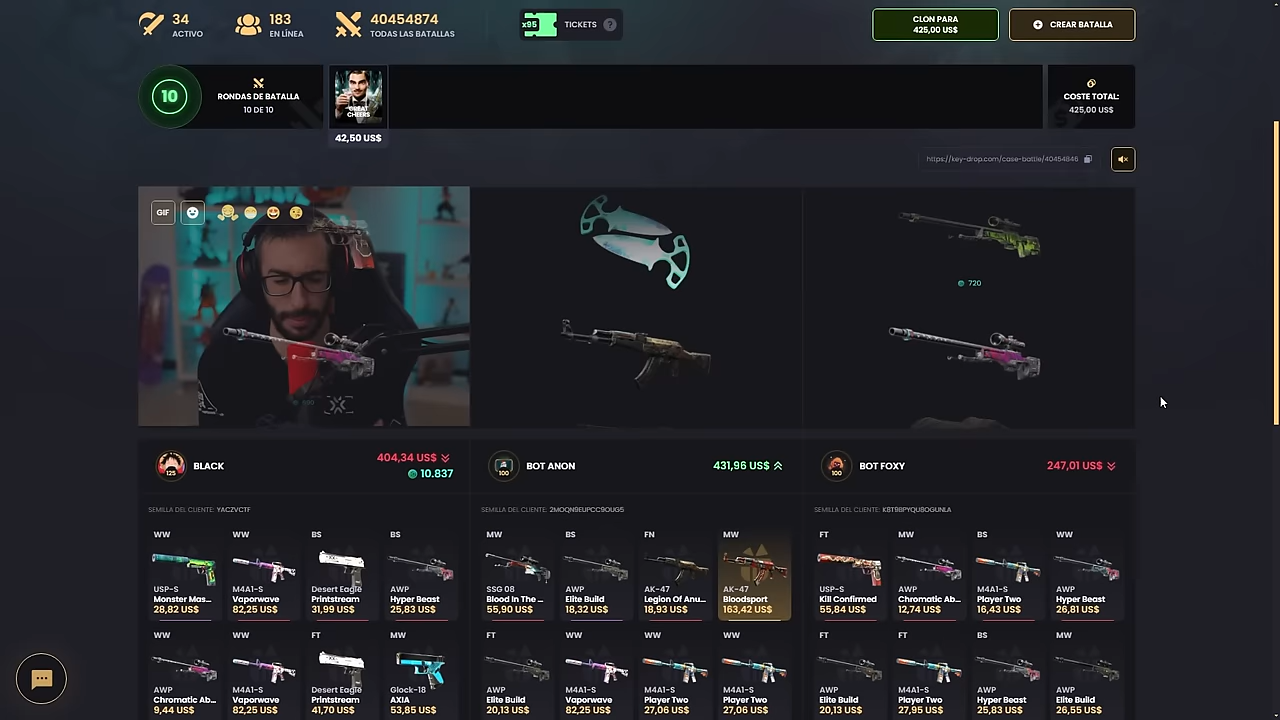 34
ACTIVO
183
EN LÍNEA
40454874
TODAS LAS BATALLAS
x95
TICKETS ?
CLON PARA
425,00 US$
CREAR BATALLA
10
RONDAS DE BATALLA
10 DE 10
GREAT
CHEERS
42,50 US$
COSTE TOTAL:
425,00 US$
https://key-drop.com/case-battle/40454846
GIF
720
125
BLACK
404,34 US$
10.837
100
BOT ANON
431,96 US$
100
BOT FOXY
247,01 US$
SEMILLA DEL CLIENTE: YACZVCTF
SEMILLA DEL CLIENTE: 2MOQN9EUPCC9OUG5
SEMILLA DEL CLIENTE: K8T9BPYQU8OGUNLA
WW WW BS BS MW BS FN MW FT MW BS WW
USP-S M4A1-S Desert Eagle AWP SSG 08 AWP AK-47 AK-47 USP-S AWP M4A1-S AWP
Monster Mas... Vaporwave Printstream Hyper Beast Blood In The ... Elite Build Legion Of Anu... Bloodsport Kill Confirmed Chromatic Ab... Player Two Hyper Beast
28,82 US$ 82,25 US$ 31,99 US$ 25,83 US$ 55,90 US$ 18,32 US$ 18,93 US$ 163,42 US$ 55,84 US$ 12,74 US$ 16,43 US$ 26,81 US$
WW WW FT MW FT WW WW WW FT FT BS MW
AWP M4A1-S Desert Eagle Glock-18 AWP M4A1-S M4A1-S M4A1-S AWP M4A1-S AWP AWP
Chromatic Ab... Vaporwave Printstream AXIA Elite Build Vaporwave Player Two Player Two Elite Build Player Two Hyper Beast Elite Build
9,44 US$ 82,25 US$ 41,70 US$ 53,85 US$ 20,13 US$ 82,25 US$ 27,06 US$ 27,06 US$ 20,13 US$ 27,95 US$ 25,83 US$ 26,55 US$